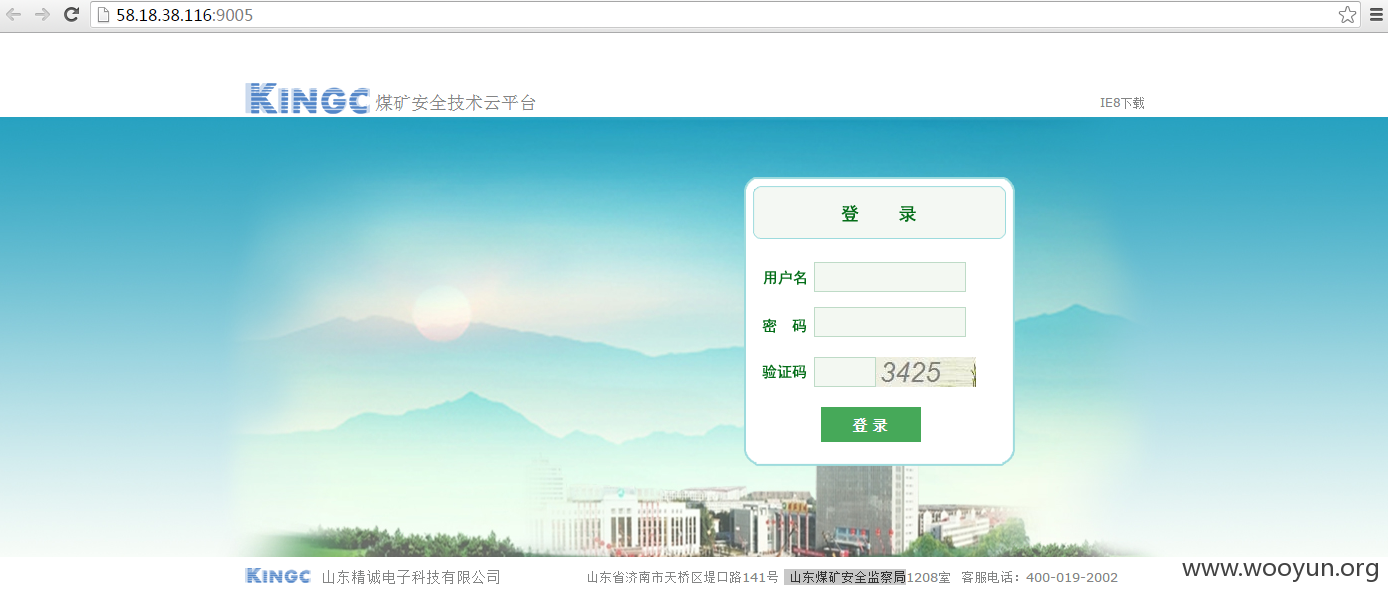 58.18.38.116:9005
KINGC 煤矿安全技术云平台
IE8下载
登 录
用户名
密 码
验证码 3425
登 录
KINGC 山东精诚电子科技有限公司 山东省济南市天桥区堤口路141号 山东煤矿安全监察局1208室 客服电话：400-019-2002
www.wooyun.org